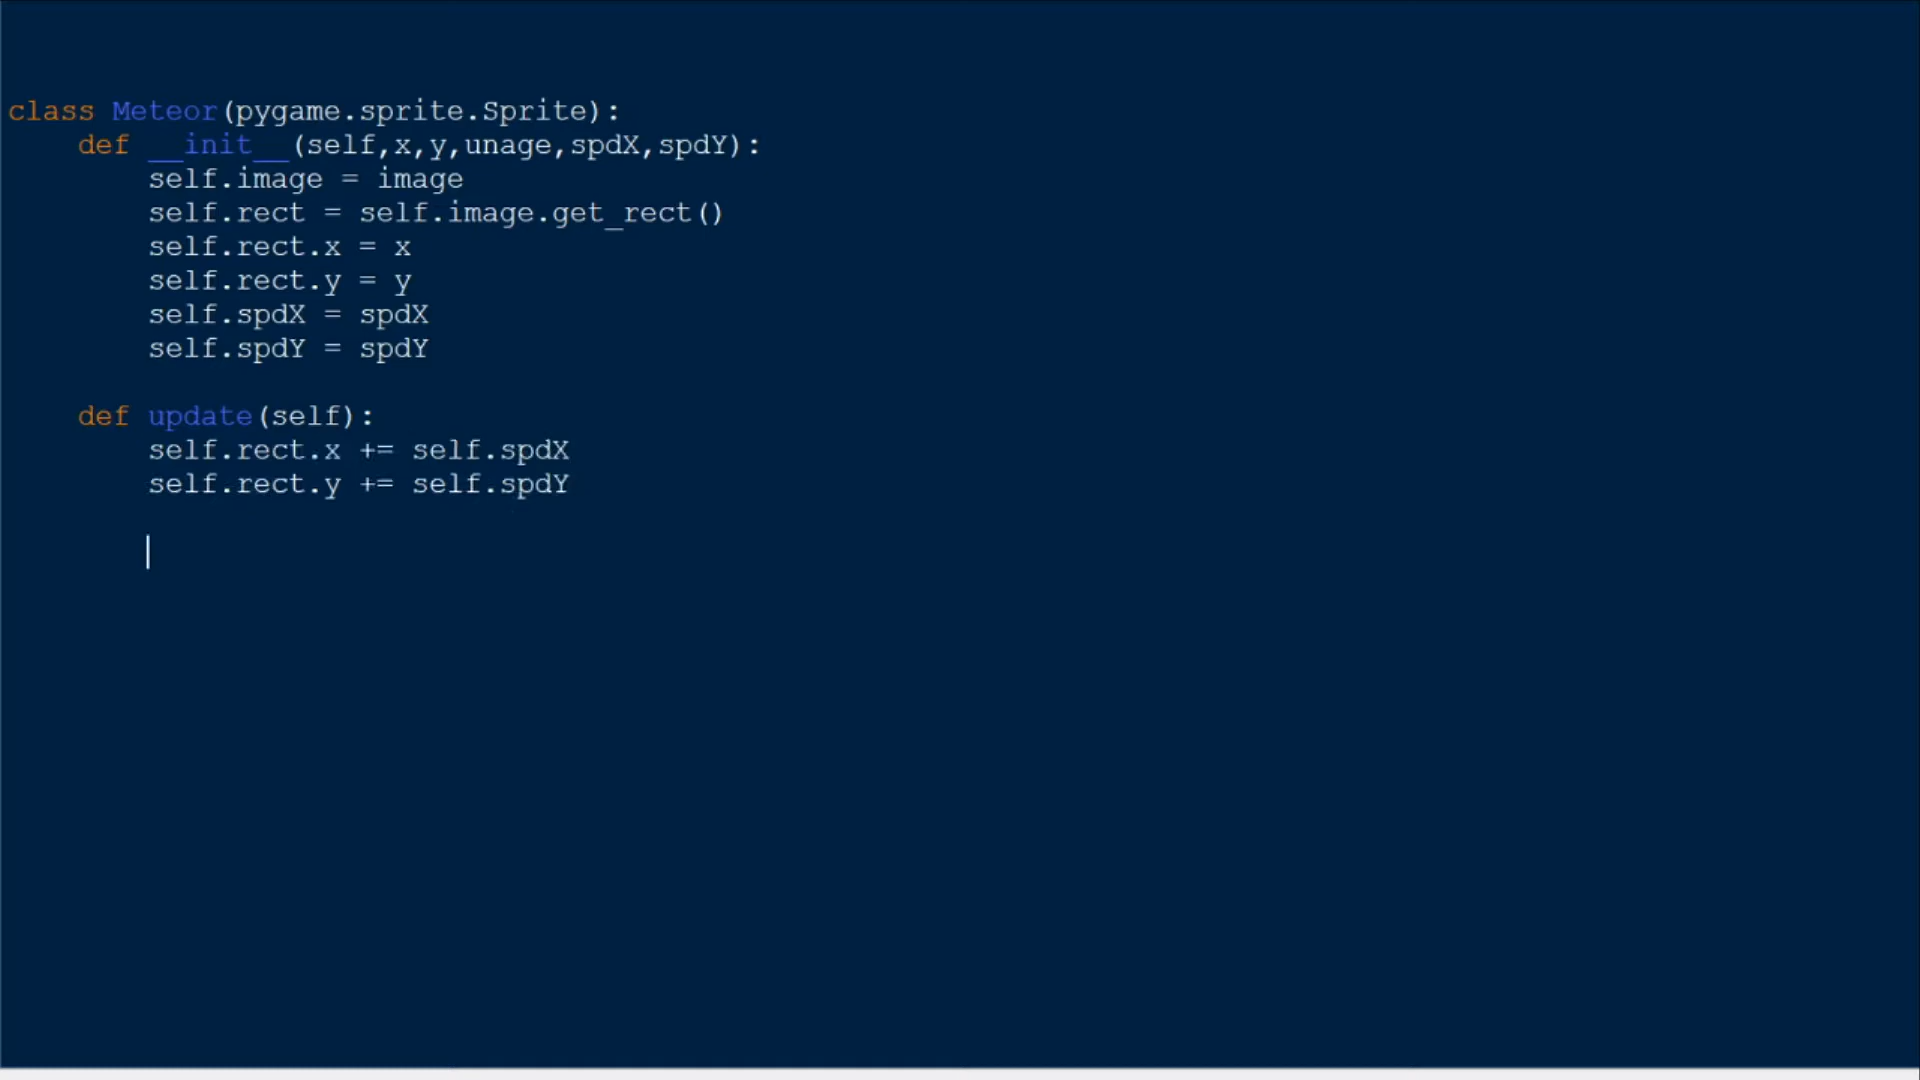 class Meteor(pygame.sprite.Sprite):
    def __init__(self,x,y,unage,spdX,spdY):
        self.image = image
        self.rect = self.image.get_rect()
        self.rect.x = x
        self.rect.y = y
        self.spdX = spdX
        self.spdY = spdY
    def update(self):
        self.rect.x += self.spdX
        self.rect.y += self.spdY